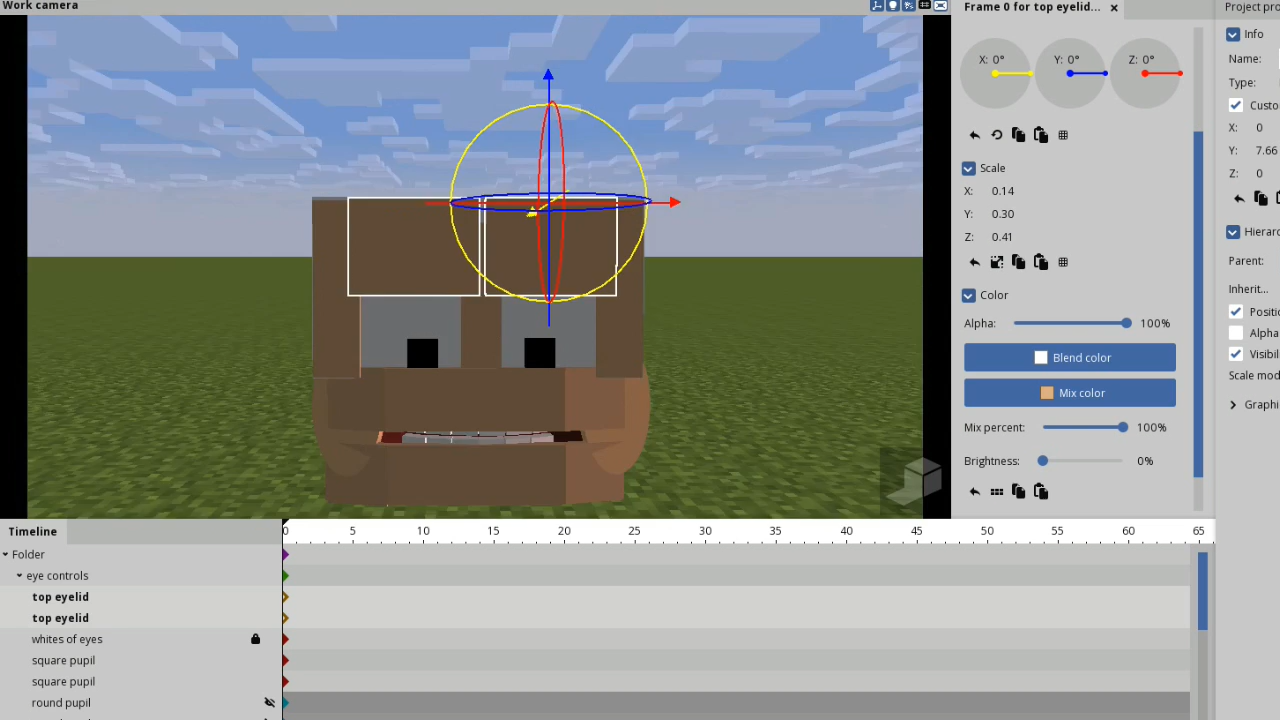 Work camera
Frame 0 for top eyelid...
X: 0°
Y: 0°
Z: 0°
Scale
X: 0.14
Y: 0.30
Z: 0.41
Color
Alpha: 100%
Blend color
Mix color
Mix percent: 100%
Brightness: 0%
Project pro
Info
Name:
Type:
Custo
X: 0
Y: 7.66
Z: 0
Hierarc
Parent:
Inherit...
Positio
Alpha
Visibil
Scale mod
Graphi
Timeline
0 5 10 15 20 25 30 35 40 45 50 55 60 65
Folder
eye controls
top eyelid
top eyelid
whites of eyes
square pupil
square pupil
round pupil